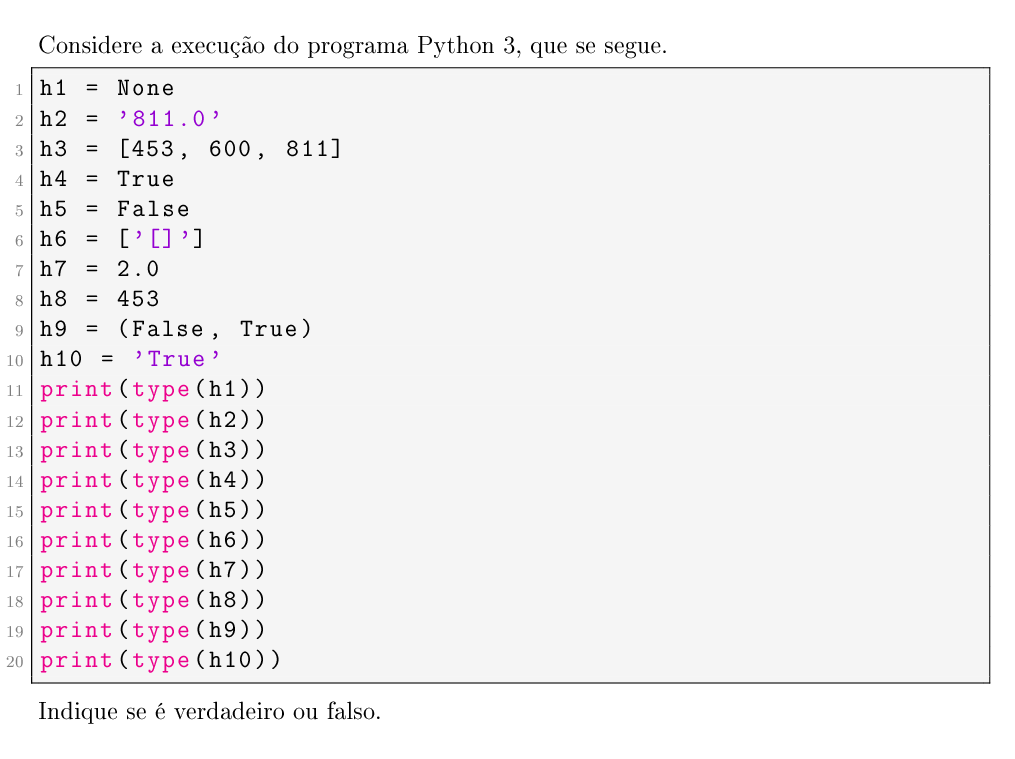 Considere a execução do programa Python 3, que se segue.
1 h1 = None
2 h2 = '811.0'
3 h3 = [453, 600, 811]
4 h4 = True
5 h5 = False
6 h6 = ['[]']
7 h7 = 2.0
8 h8 = 453
9 h9 = (False, True)
10 h10 = 'True'
11 print(type(h1))
12 print(type(h2))
13 print(type(h3))
14 print(type(h4))
15 print(type(h5))
16 print(type(h6))
17 print(type(h7))
18 print(type(h8))
19 print(type(h9))
20 print(type(h10))
Indique se é verdadeiro ou falso.